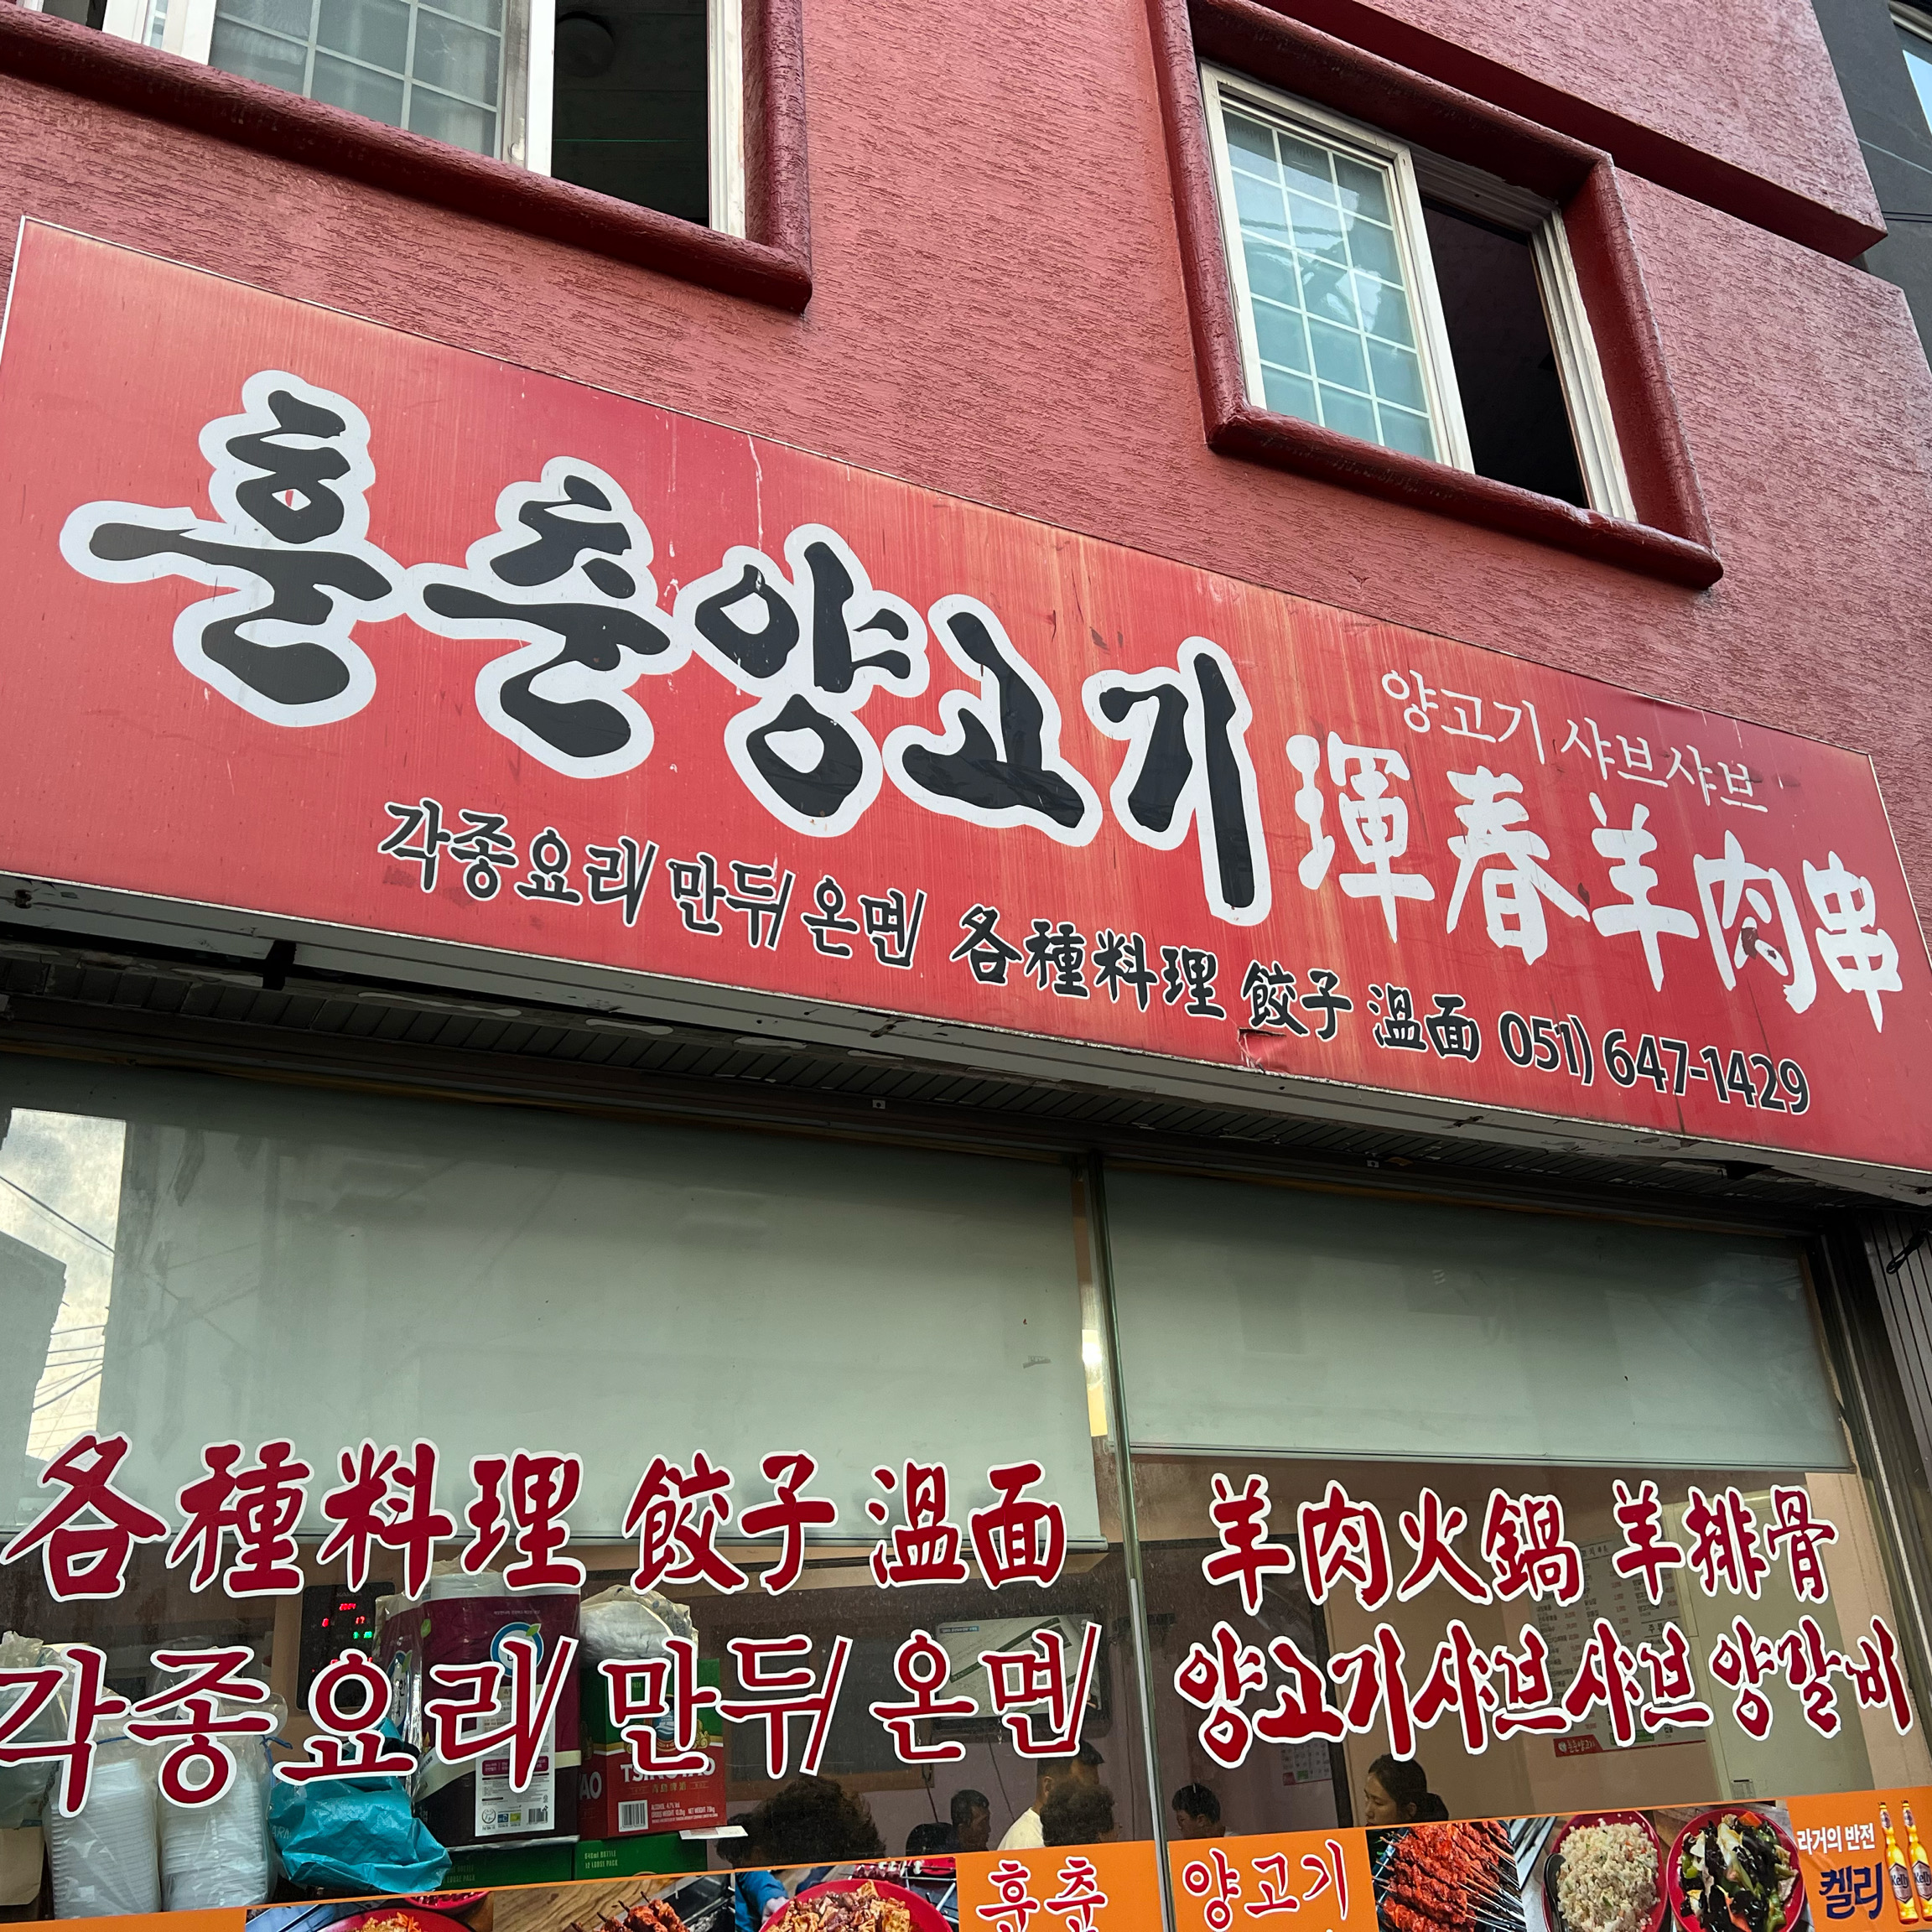 훈춘양고기
양고기 샤브샤브
琿春羊肉串
각종요리 만두 온면 各種料理 餃子 溫面 051) 647-1429
各種料理 餃子 溫面
각종요리 만두 온면
羊肉火鍋 羊排骨
양고기샤브샤브 양갈비
TSINGTAO
훈춘
양고기
라거의 반전
켈리
Kelly